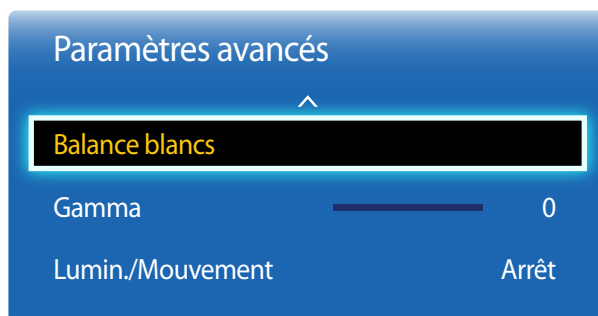 Paramètres avancés
Balance blancs
Gamma 0
Lumin./Mouvement Arrêt